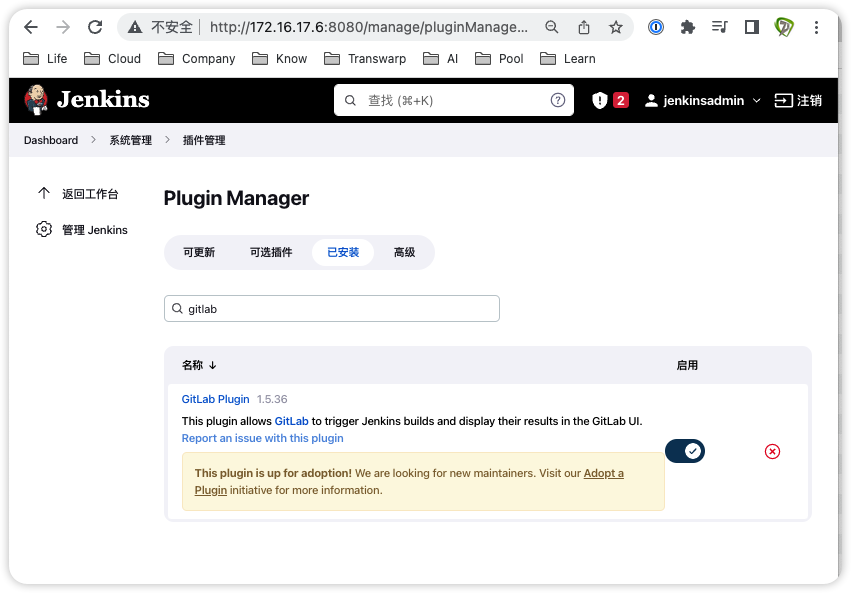 不安全 http://172.16.17.6:8080/manage/pluginManage...
Life Cloud Company Know Transwarp AI Pool Learn
Jenkins 查找 (⌘+K) 2 jenkinsadmin 注销
Dashboard 系统管理 插件管理
返回工作台
管理 Jenkins
Plugin Manager
可更新 可选插件 已安装 高级
gitlab
名称 ↓ 启用
GitLab Plugin 1.5.36
This plugin allows GitLab to trigger Jenkins builds and display their results in the GitLab UI.
Report an issue with this plugin
This plugin is up for adoption! We are looking for new maintainers. Visit our Adopt a
Plugin initiative for more information.